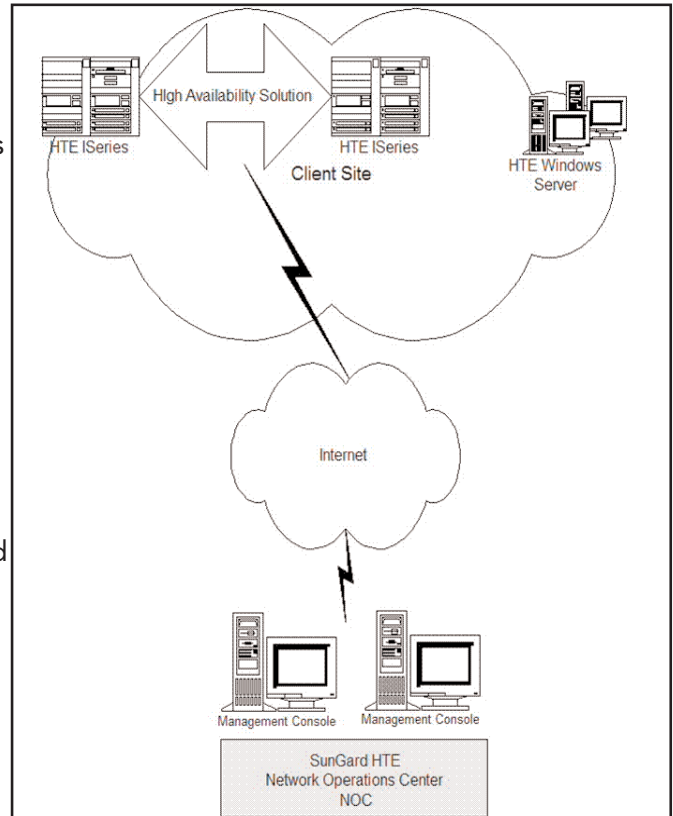 High Availability Solution
HTE ISeries
HTE ISeries
Client Site
HTE Windows
Server
Internet
Management Console
Management Console
SunGard HTE
Network Operations Center
NOC